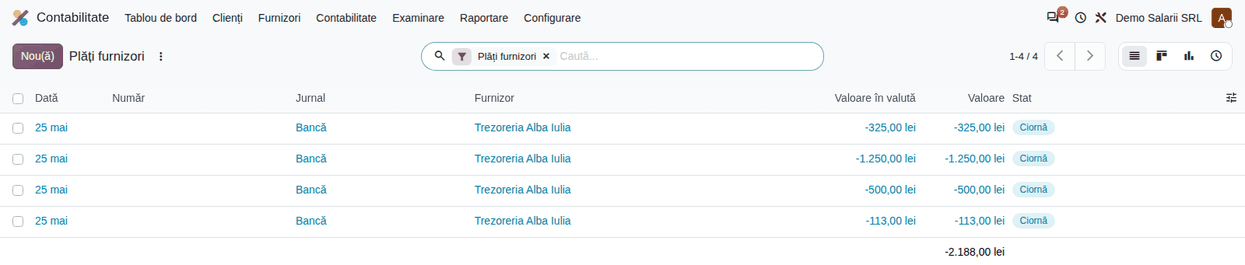 Contabilitate Tablou de bord Clienți Furnizori Contabilitate Examinare Raportare Configurare 2 Demo Salarii SRL A
Nou(ă) Plăți furnizori Plăți furnizori × Caută... 1-4 / 4
Dată Număr Jurnal Furnizor Valoare în valută Valoare Stat
25 mai Bancă Trezoreria Alba Iulia -325,00 lei -325,00 lei Ciornă
25 mai Bancă Trezoreria Alba Iulia -1.250,00 lei -1.250,00 lei Ciornă
25 mai Bancă Trezoreria Alba Iulia -500,00 lei -500,00 lei Ciornă
25 mai Bancă Trezoreria Alba Iulia -113,00 lei -113,00 lei Ciornă
-2.188,00 lei